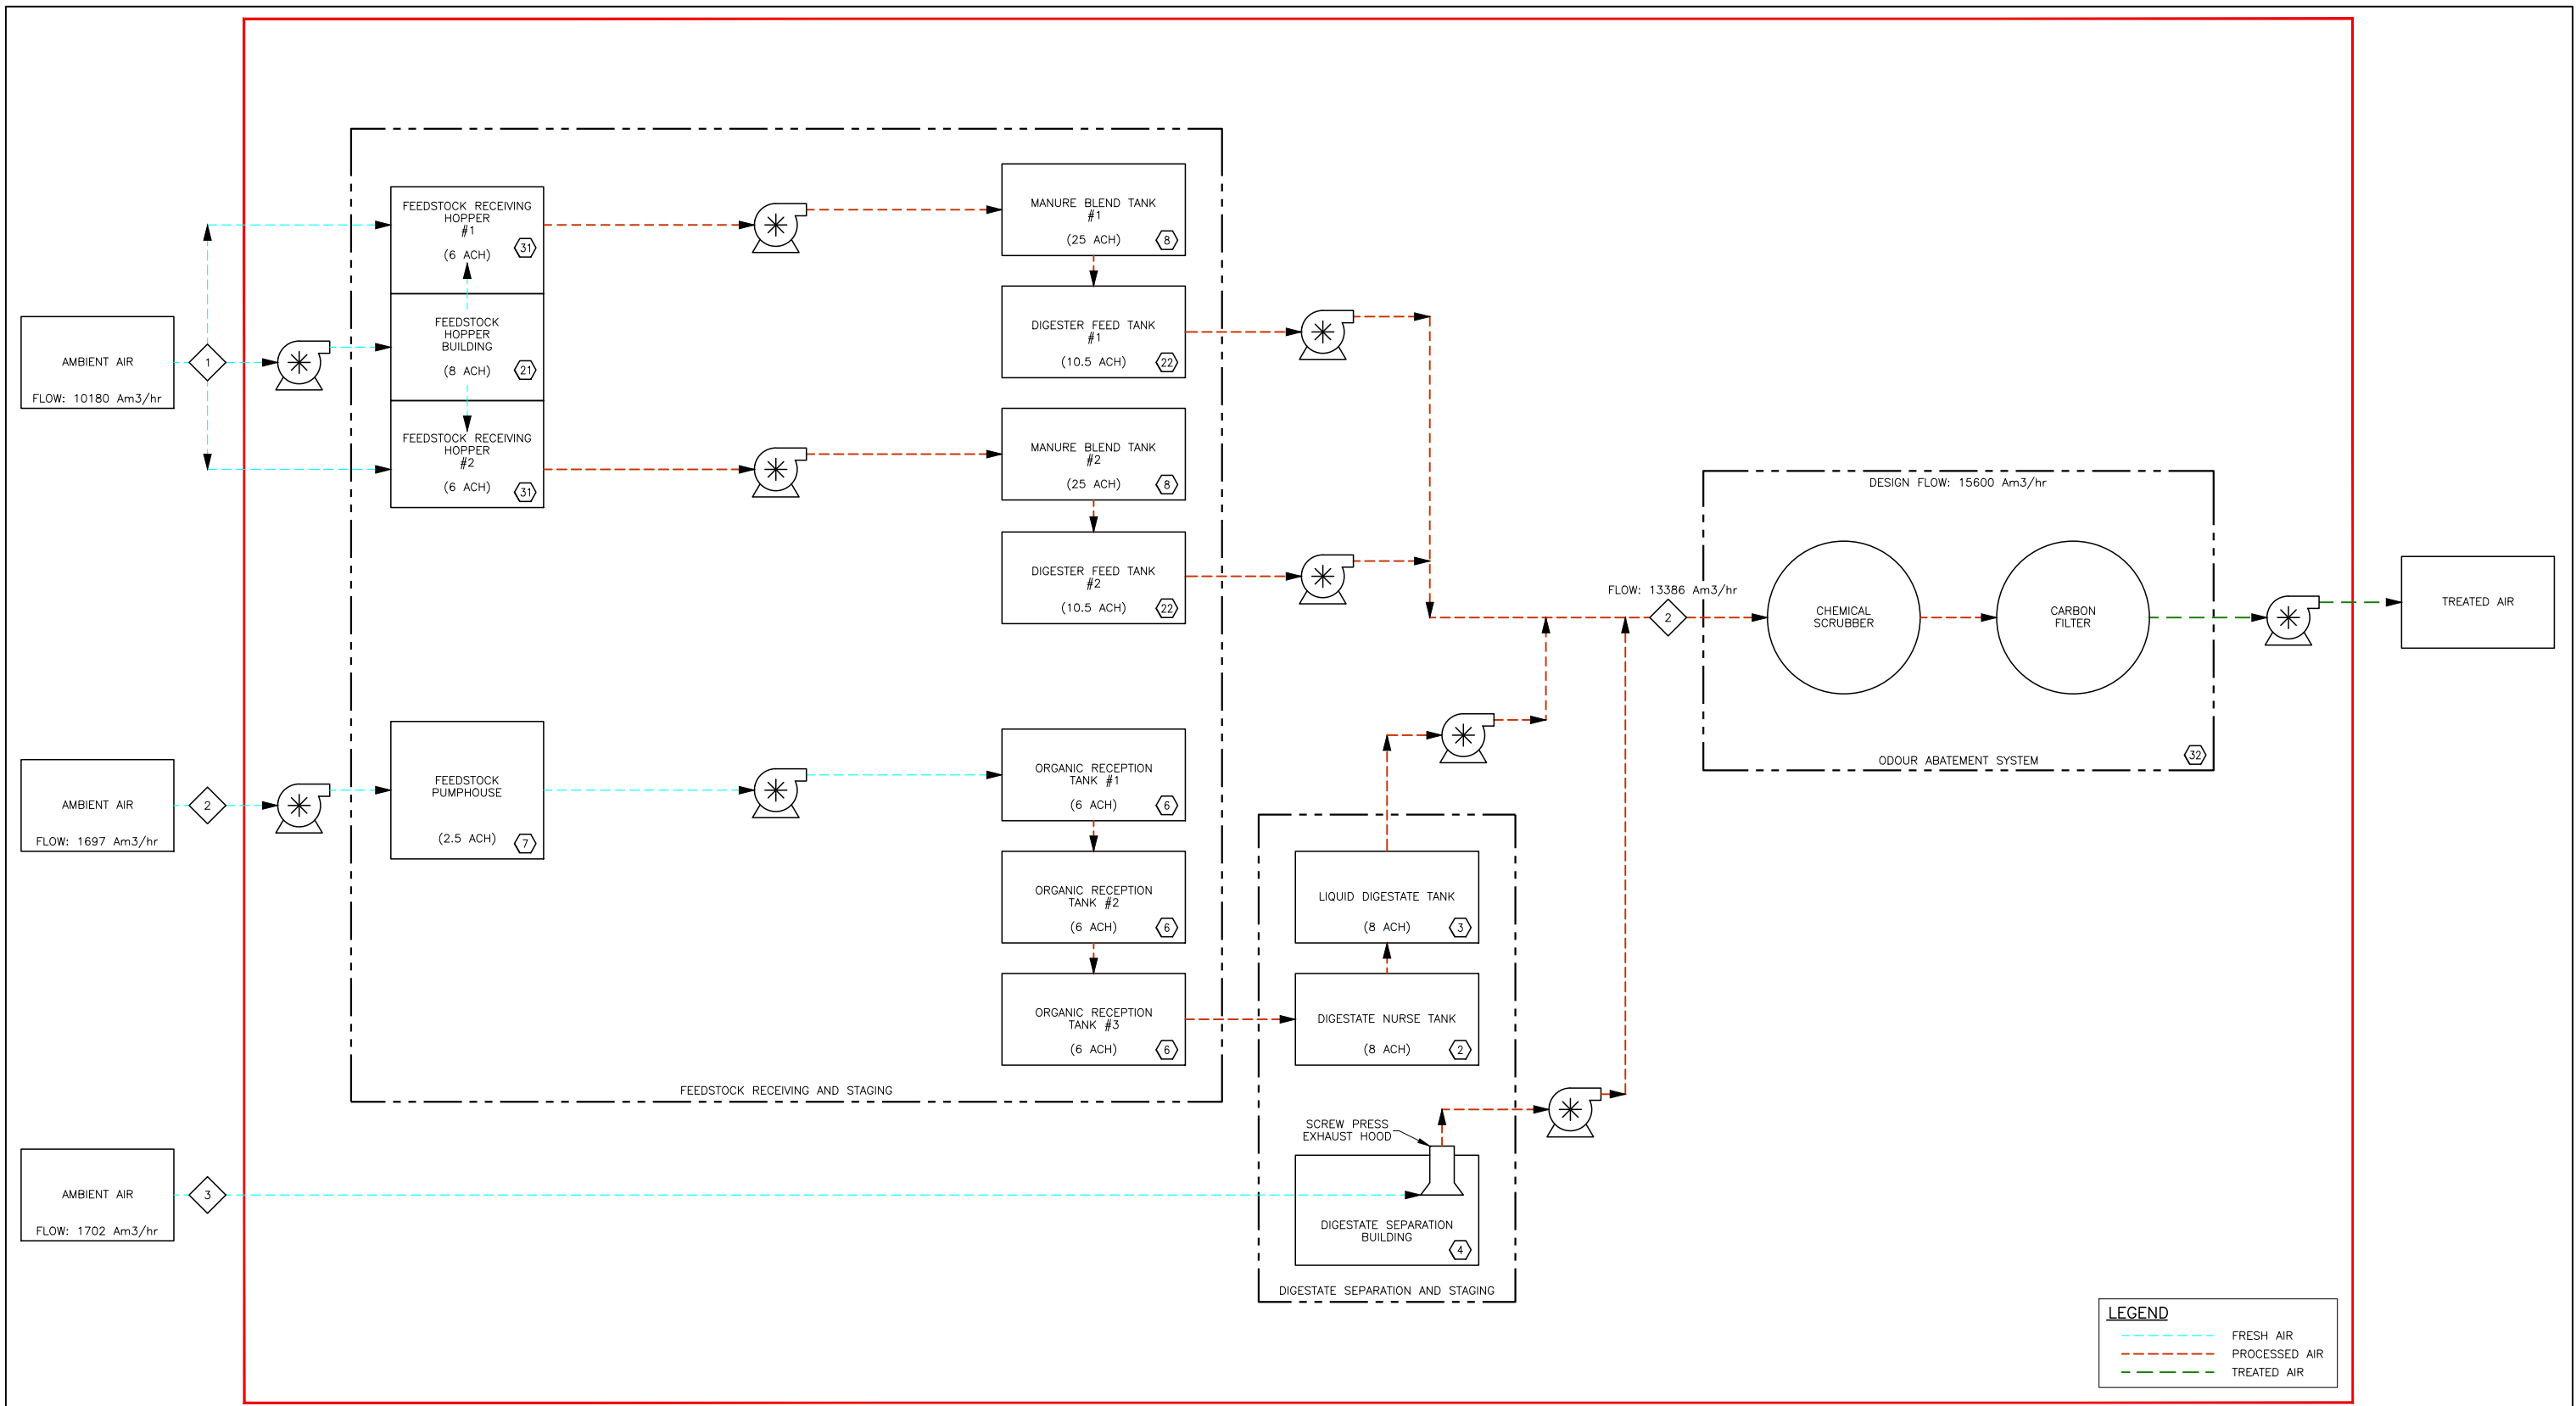 FEEDSTOCK RECEIVING
HOPPER
#1
(6 ACH)
31
FEEDSTOCK
HOPPER
BUILDING
(8 ACH)
21
FEEDSTOCK RECEIVING
HOPPER
#2
(6 ACH)
31
MANURE BLEND TANK
#1
(25 ACH)
8
DIGESTER FEED TANK
#1
(10.5 ACH)
22
MANURE BLEND TANK
#2
(25 ACH)
8
DIGESTER FEED TANK
#2
(10.5 ACH)
22
AMBIENT AIR
FLOW: 10180 Am3/hr
1
DESIGN FLOW: 15600 Am3/hr
FLOW: 13386 Am3/hr
2
CHEMICAL
SCRUBBER
CARBON
FILTER
ODOUR ABATEMENT SYSTEM
32
TREATED AIR
AMBIENT AIR
FLOW: 1697 Am3/hr
2
FEEDSTOCK
PUMPHOUSE
(2.5 ACH)
7
ORGANIC RECEPTION
TANK #1
(6 ACH)
6
ORGANIC RECEPTION
TANK #2
(6 ACH)
6
ORGANIC RECEPTION
TANK #3
(6 ACH)
6
FEEDSTOCK RECEIVING AND STAGING
LIQUID DIGESTATE TANK
(8 ACH)
3
DIGESTATE NURSE TANK
(8 ACH)
2
SCREW PRESS
EXHAUST HOOD
DIGESTATE SEPARATION
BUILDING
4
DIGESTATE SEPARATION AND STAGING
AMBIENT AIR
FLOW: 1702 Am3/hr
3
LEGEND
FRESH AIR
PROCESSED AIR
TREATED AIR